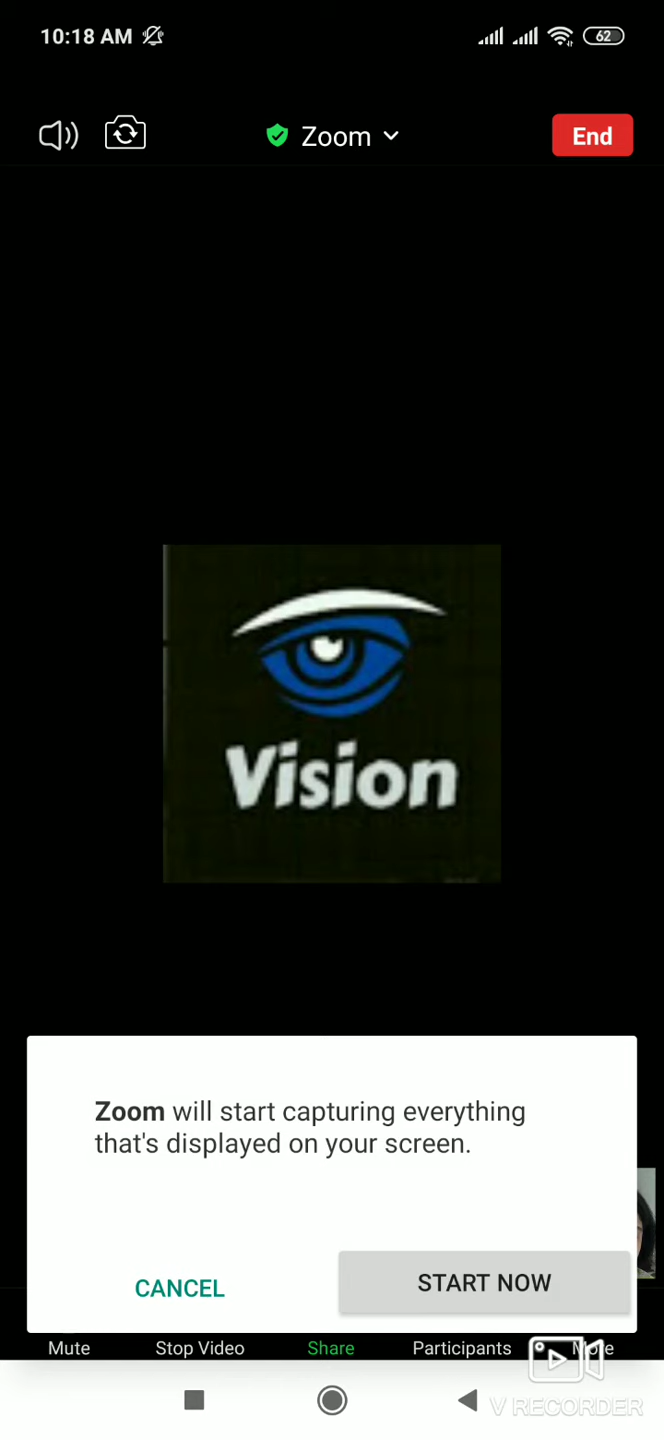 10:18 AM
62
Zoom
End
Vision
Zoom will start capturing everything
that's displayed on your screen.
CANCEL
START NOW
Mute
Stop Video
Share
Participants
More
V RECORDER